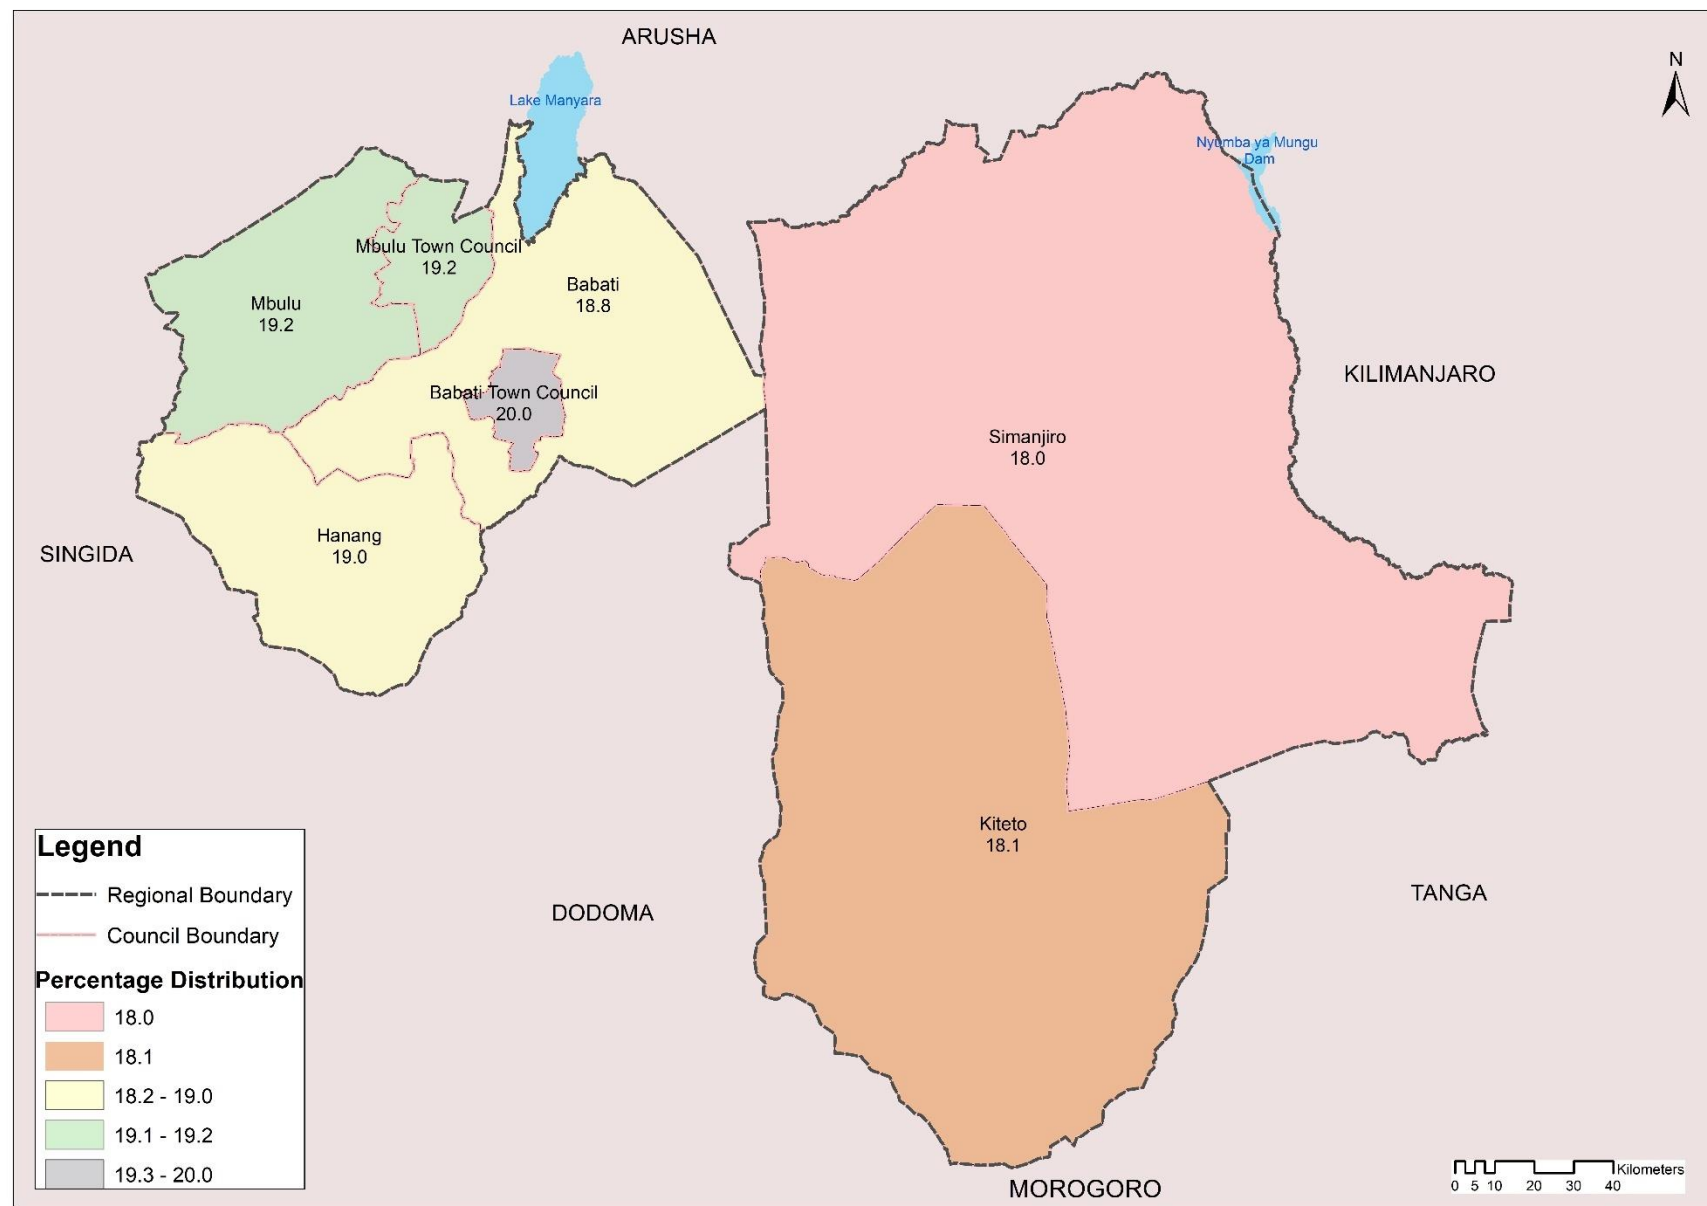 ARUSHA
N
Lake Manyara
Nyumba ya Mungu
Dam
Mbulu Town Council
19.2
Mbulu
19.2
Babati
18.8
KILIMANJARO
Babati Town Council
20.0
Simanjiro
18.0
Hanang
19.0
SINGIDA
Kiteto
18.1
TANGA
DODOMA
MOROGORO
Legend
Regional Boundary
Council Boundary
Percentage Distribution
18.0
18.1
18.2 - 19.0
19.1 - 19.2
19.3 - 20.0
Kilometers
0 5 10 20 30 40